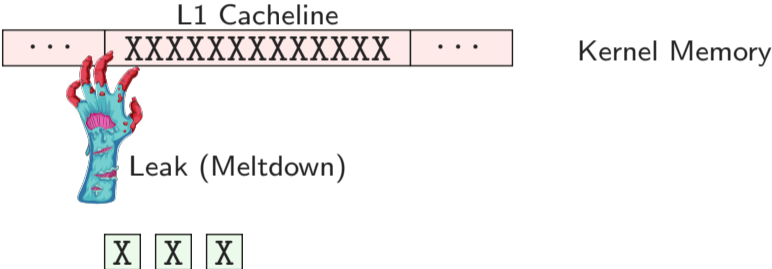 L1 Cacheline
... XXXXXXXXXXXXX ... Kernel Memory
Leak (Meltdown)
X X X